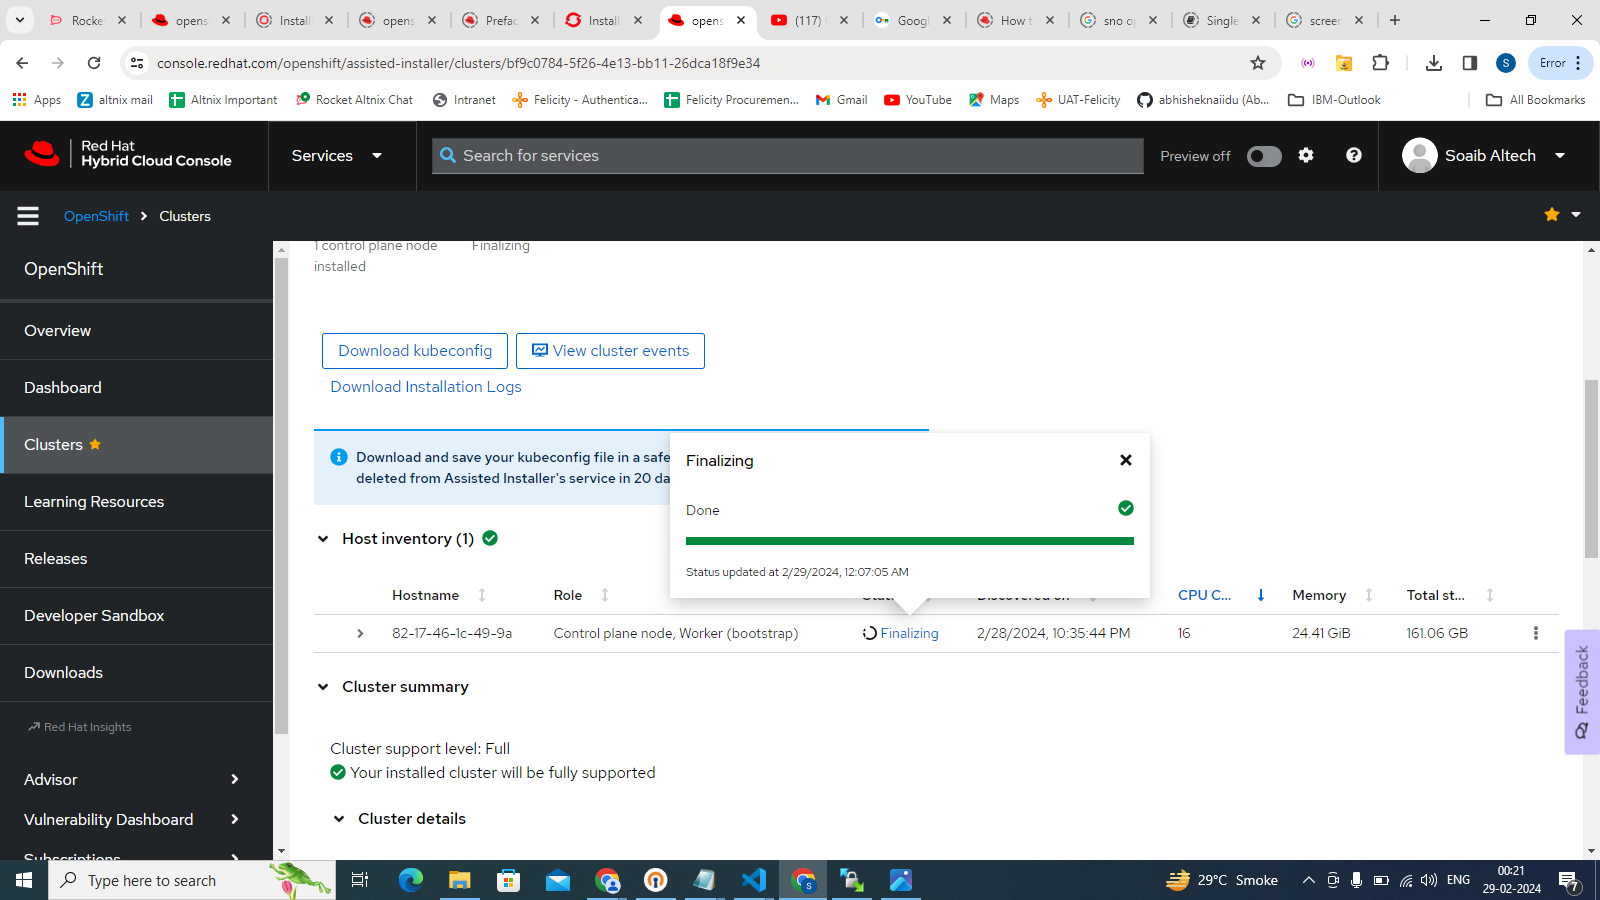 Rocke
opens
Install
opens
Prefac
Install
opens
(117) (
Googl
How t
sno op
Single
screen
console.redhat.com/openshift/assisted-installer/clusters/bf9c0784-5f26-4e13-bb11-26dca18f9e34
S
Error
Apps
altnix mail
Altnix Important
Rocket Altnix Chat
Intranet
Felicity - Authentica...
Felicity Procuremen...
Gmail
YouTube
Maps
UAT-Felicity
abhisheknaiidu (Ab...
IBM-Outlook
All Bookmarks
Red Hat
Hybrid Cloud Console
Services
Search for services
Preview off
Soaib Altech
OpenShift
Clusters
OpenShift
Overview
Dashboard
Clusters
Learning Resources
Releases
Developer Sandbox
Downloads
Red Hat Insights
Advisor
Vulnerability Dashboard
Subscriptions
1 control plane node
installed
Finalizing
Download kubeconfig
View cluster events
Download Installation Logs
Download and save your kubeconfig file in a safe
deleted from Assisted Installer's service in 20 da
Finalizing
Done
Status updated at 2/29/2024, 12:07:05 AM
Host inventory (1)
Hostname
Role
Status
Discovered on
CPU C...
Memory
Total st...
82-17-46-1c-49-9a
Control plane node, Worker (bootstrap)
Finalizing
2/28/2024, 10:35:44 PM
16
24.41 GiB
161.06 GB
Cluster summary
Cluster support level: Full
Your installed cluster will be fully supported
Cluster details
Feedback
Type here to search
29°C Smoke
ENG
00:21
29-02-2024
7